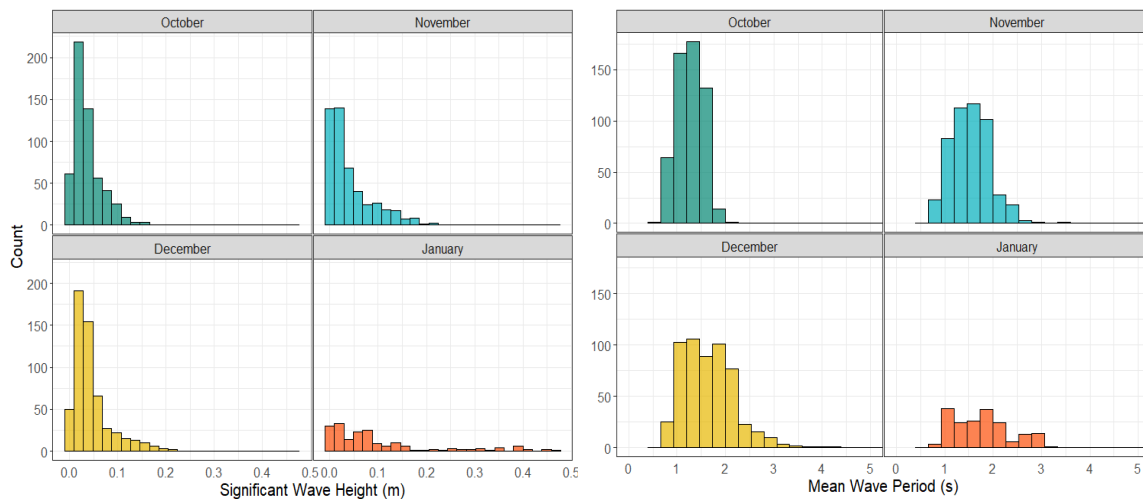 October November
200
150
100
50
0
December January
200
150
100
50
0
0.0 0.1 0.2 0.3 0.4 0.5 0.0 0.1 0.2 0.3 0.4 0.5
Count
Significant Wave Height (m)
October November
150
100
50
0
December January
150
100
50
0
0 1 2 3 4 5 0 1 2 3 4 5
Mean Wave Period (s)